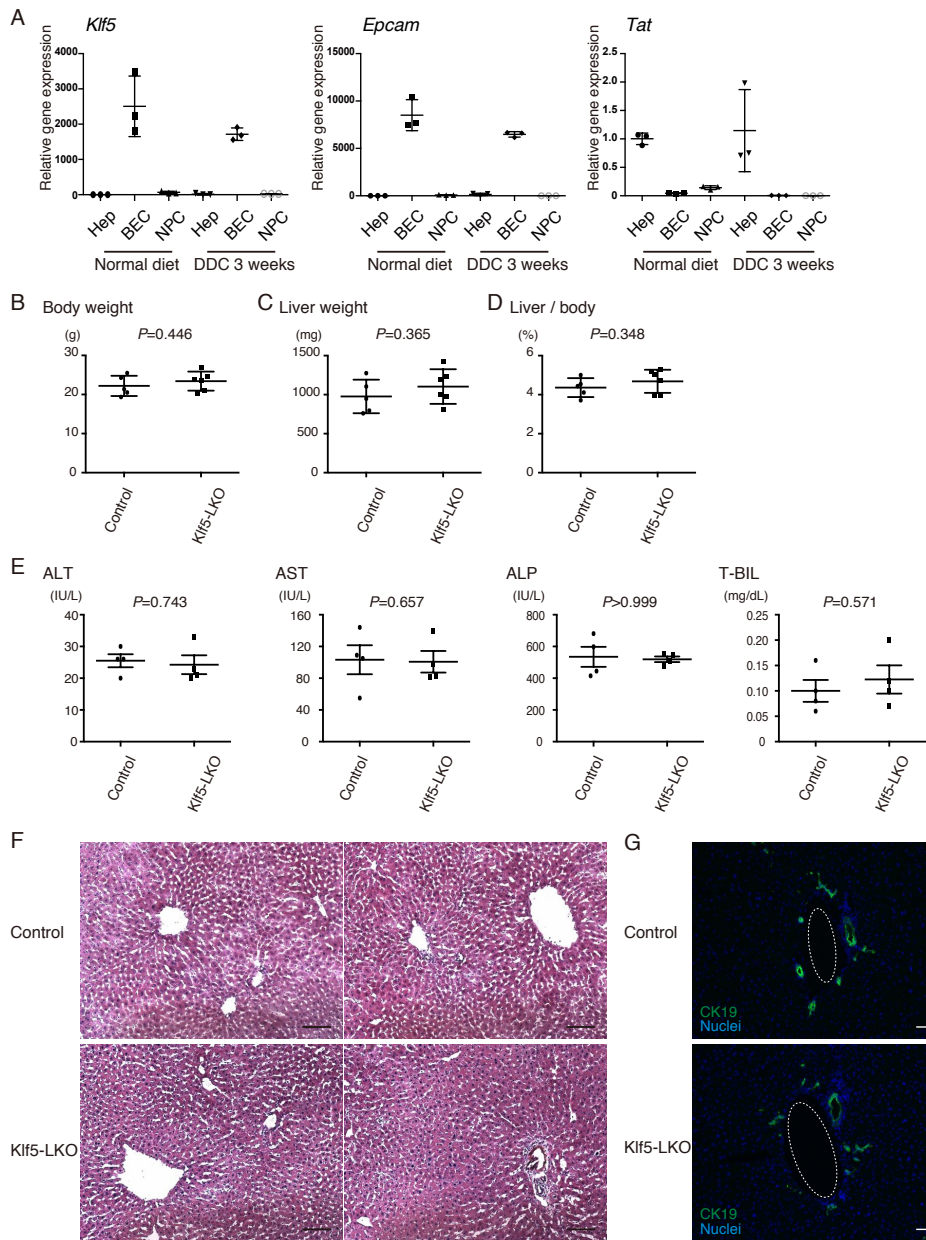 A
Klf5
Epcam
Tat
Relative gene expression
4000
3000
2000
1000
0
Hep
BEC
NPC
Hep
BEC
NPC
Normal diet
DDC 3 weeks
Relative gene expression
15000
10000
5000
0
Hep
BEC
NPC
Hep
BEC
NPC
Normal diet
DDC 3 weeks
Relative gene expression
2.5
2.0
1.5
1.0
0.5
0
Hep
BEC
NPC
Hep
BEC
NPC
Normal diet
DDC 3 weeks
B
Body weight
(g)
P=0.446
30
20
10
0
Control
Klf5-LKO
C
Liver weight
(mg)
P=0.365
1500
1000
500
0
Control
Klf5-LKO
D
Liver / body
(%)
P=0.348
6
4
2
0
Control
Klf5-LKO
E
ALT
(IU/L)
P=0.743
40
30
20
10
0
Control
Klf5-LKO
AST
(IU/L)
P=0.657
160
120
80
40
0
Control
Klf5-LKO
ALP
(IU/L)
P>0.999
800
600
400
200
0
Control
Klf5-LKO
T-BIL
(mg/dL)
P=0.571
0.25
0.20
0.15
0.10
0.05
0
Control
Klf5-LKO
F
Control
Klf5-LKO
G
Control
CK19
Nuclei
Klf5-LKO
CK19
Nuclei